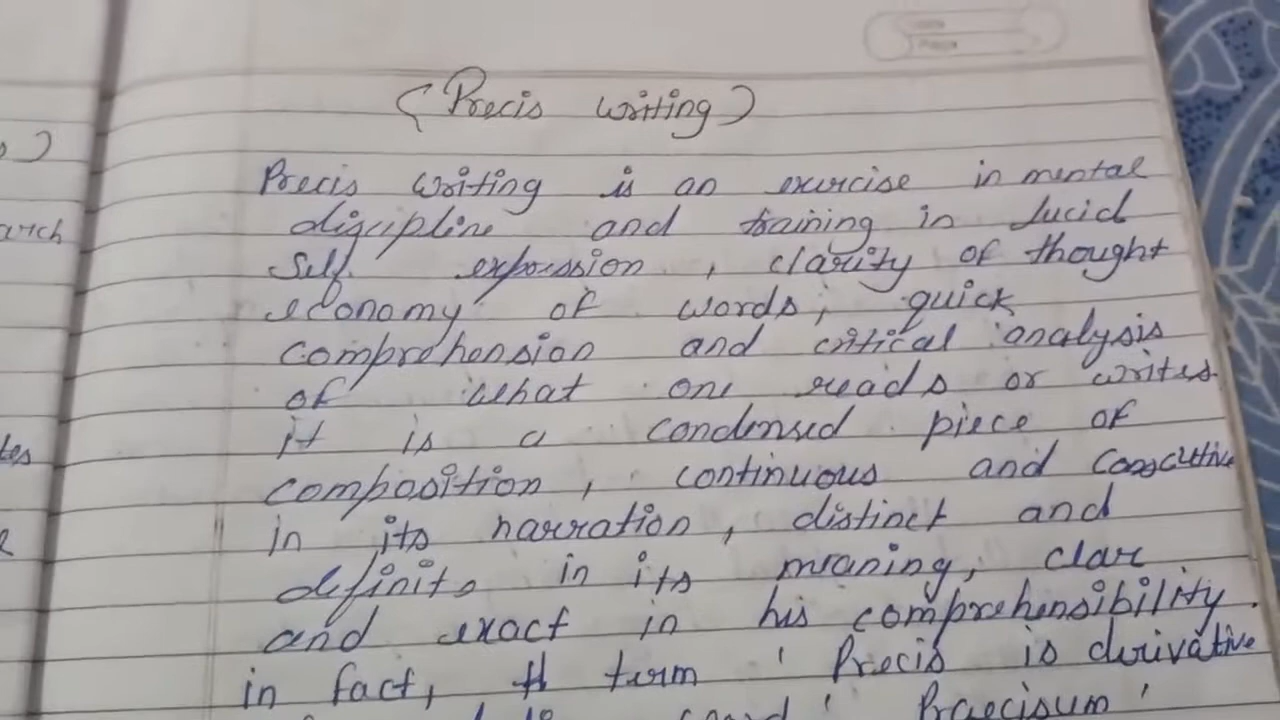 (Precis writing)
Precis writing is an exercise in mental
discipline and training in lucid
Self expression, clarity of thought
economy of words, quick
comprehension and critical analysis
of what one reads or writes.
it is a condensed piece of
composition, continuous and
in its narration, distinct and
definite in its meaning, clear
and exact in his comprehensibility.
in fact, the term ' Precis is derivative
' Praecisum '
arch
tes